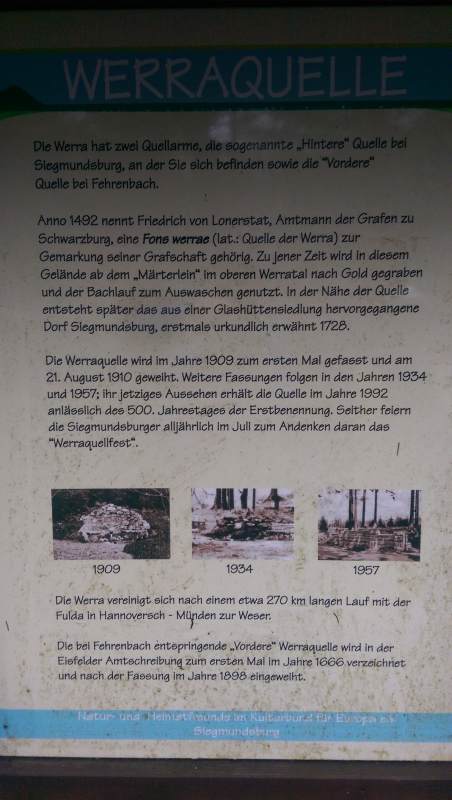 WERRAQUELLE
Die Werra hat zwei Quellarme, die sogenannte „Hintere" Quelle bei
Siegmundsburg, an der Sie sich befinden sowie die "Vordere"
Quelle bei Fehrenbach.
Anno 1492 nennt Friedrich von Lonerstat, Amtmann der Grafen zu
Schwarzburg, eine Fons werrae (lat.: Quelle der Werra) zur
Gemarkung seiner Grafschaft gehörig. Zu jener Zeit wird in diesem
Gelände ab dem „Märterlein" im oberen Werratal nach Gold gegraben
und der Bachlauf zum Auswaschen genutzt. In der Nähe der Quelle
entsteht später das aus einer Glashüttensiedlung hervorgegangene
Dorf Siegmundsburg, erstmals urkundlich erwähnt 1728.
Die Werraquelle wird im Jahre 1909 zum ersten Mal gefasst und am
21. August 1910 geweiht. Weitere Fassungen folgen in den Jahren 1934
und 1957; ihr jetziges Aussehen erhält die Quelle im Jahre 1992
anlässlich des 500. Jahrestages der Erstbenennung. Seither feiern
die Siegmundsburger alljährlich im Juli zum Andenken daran das
"Werraquellfest".
1909 1934 1957
Die Werra vereinigt sich nach einem etwa 270 km langen Lauf mit der
Fulda in Hannoversch - Münden zur Weser.
Die bei Fehrenbach entspringende „Vordere" Werraquelle wird in der
Eisfelder Amtschreibung zum ersten Mal im Jahre 1666 verzeichnet
und nach der Fassung im Jahre 1898 eingeweiht.
Natur- und Heimatfreunde im Kulturbund für Europa e.V.
Siegmundsburg